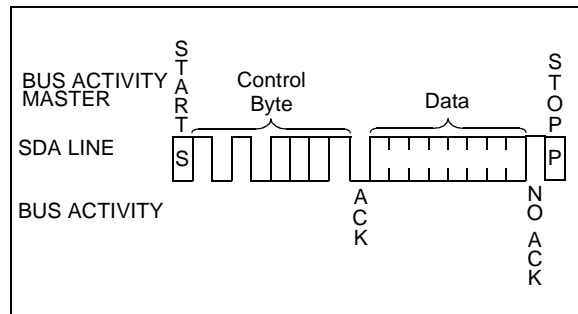 START
STOP
BUS ACTIVITY
MASTER
Control
Byte
Data
SDA LINE
S
P
BUS ACTIVITY
ACK
NO ACK